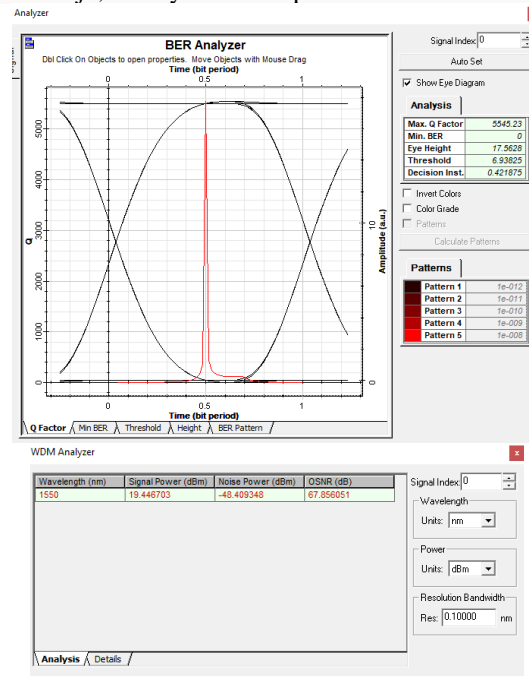 Analyzer
BER Analyzer
Dbl Click On Objects to open properties. Move Objects with Mouse Drag
Time (bit period)
0 0.5 1
Q
0 1000 2000 3000 4000 5000
Amplitude (a.u.)
0 10
0 0.5 1
Time (bit period)
Q Factor Min BER Threshold Height BER Pattern
Signal Index: 0
Auto Set
Show Eye Diagram
Analysis
Max. Q Factor 5545.23
Min. BER 0
Eye Height 17.5628
Threshold 6.93825
Decision Inst. 0.421875
Invert Colors
Color Grade
Patterns
Calculate Patterns
Patterns
Pattern 1 1e-012
Pattern 2 1e-011
Pattern 3 1e-010
Pattern 4 1e-009
Pattern 5 1e-008
WDM Analyzer
x
Wavelength (nm) Signal Power (dBm) Noise Power (dBm) OSNR (dB)
1550 19.446703 -48.409348 67.856051
Analysis Details
Signal Index: 0
Wavelength
Units: nm
Power
Units: dBm
Resolution Bandwidth
Res: 0.10000 nm